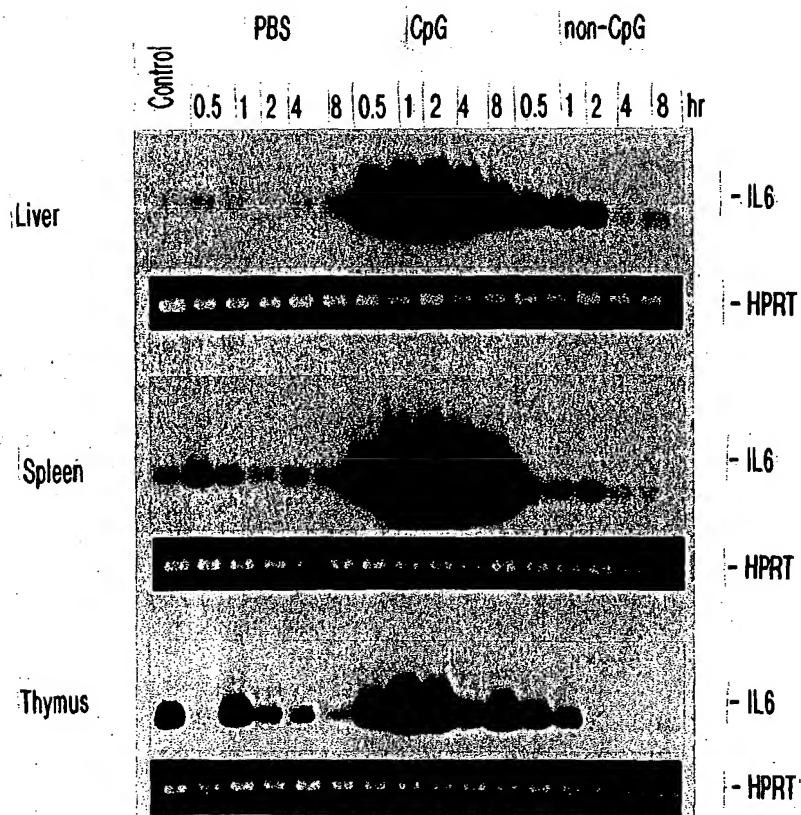 PBS CpG non-CpG
Control 0.5 1 2 4 8 0.5 1 2 4 8 0.5 1 2 4 8 hr
Liver - IL6
- HPRT
Spleen - IL6
- HPRT
Thymus - IL6
- HPRT